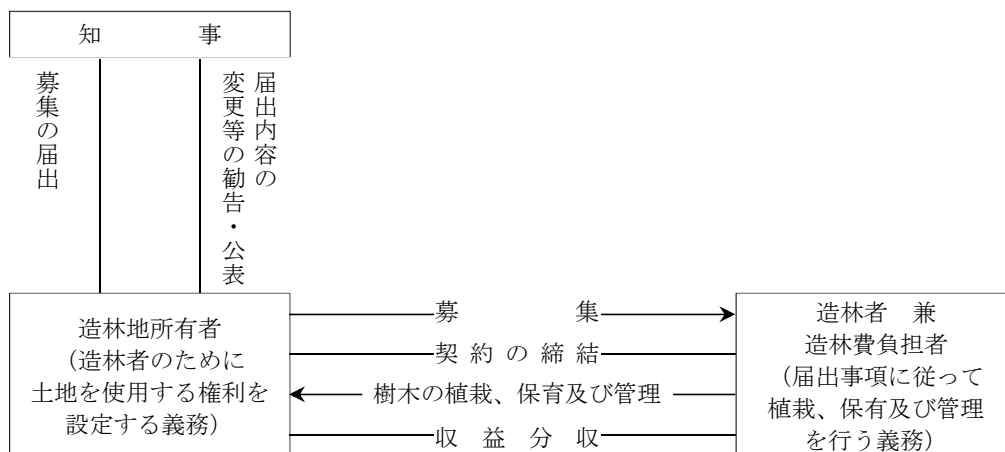 知　　　事
募集の届出
届出内容の
変更等の勧告・公表
造林地所有者
（造林者のために
土地を使用する権利を
設定する義務）
募　　　集
契約の締結
樹木の植栽、保育及び管理
収益分収
造林者　兼
造林費負担者
（届出事項に従って
植栽、保有及び管理
を行う義務）